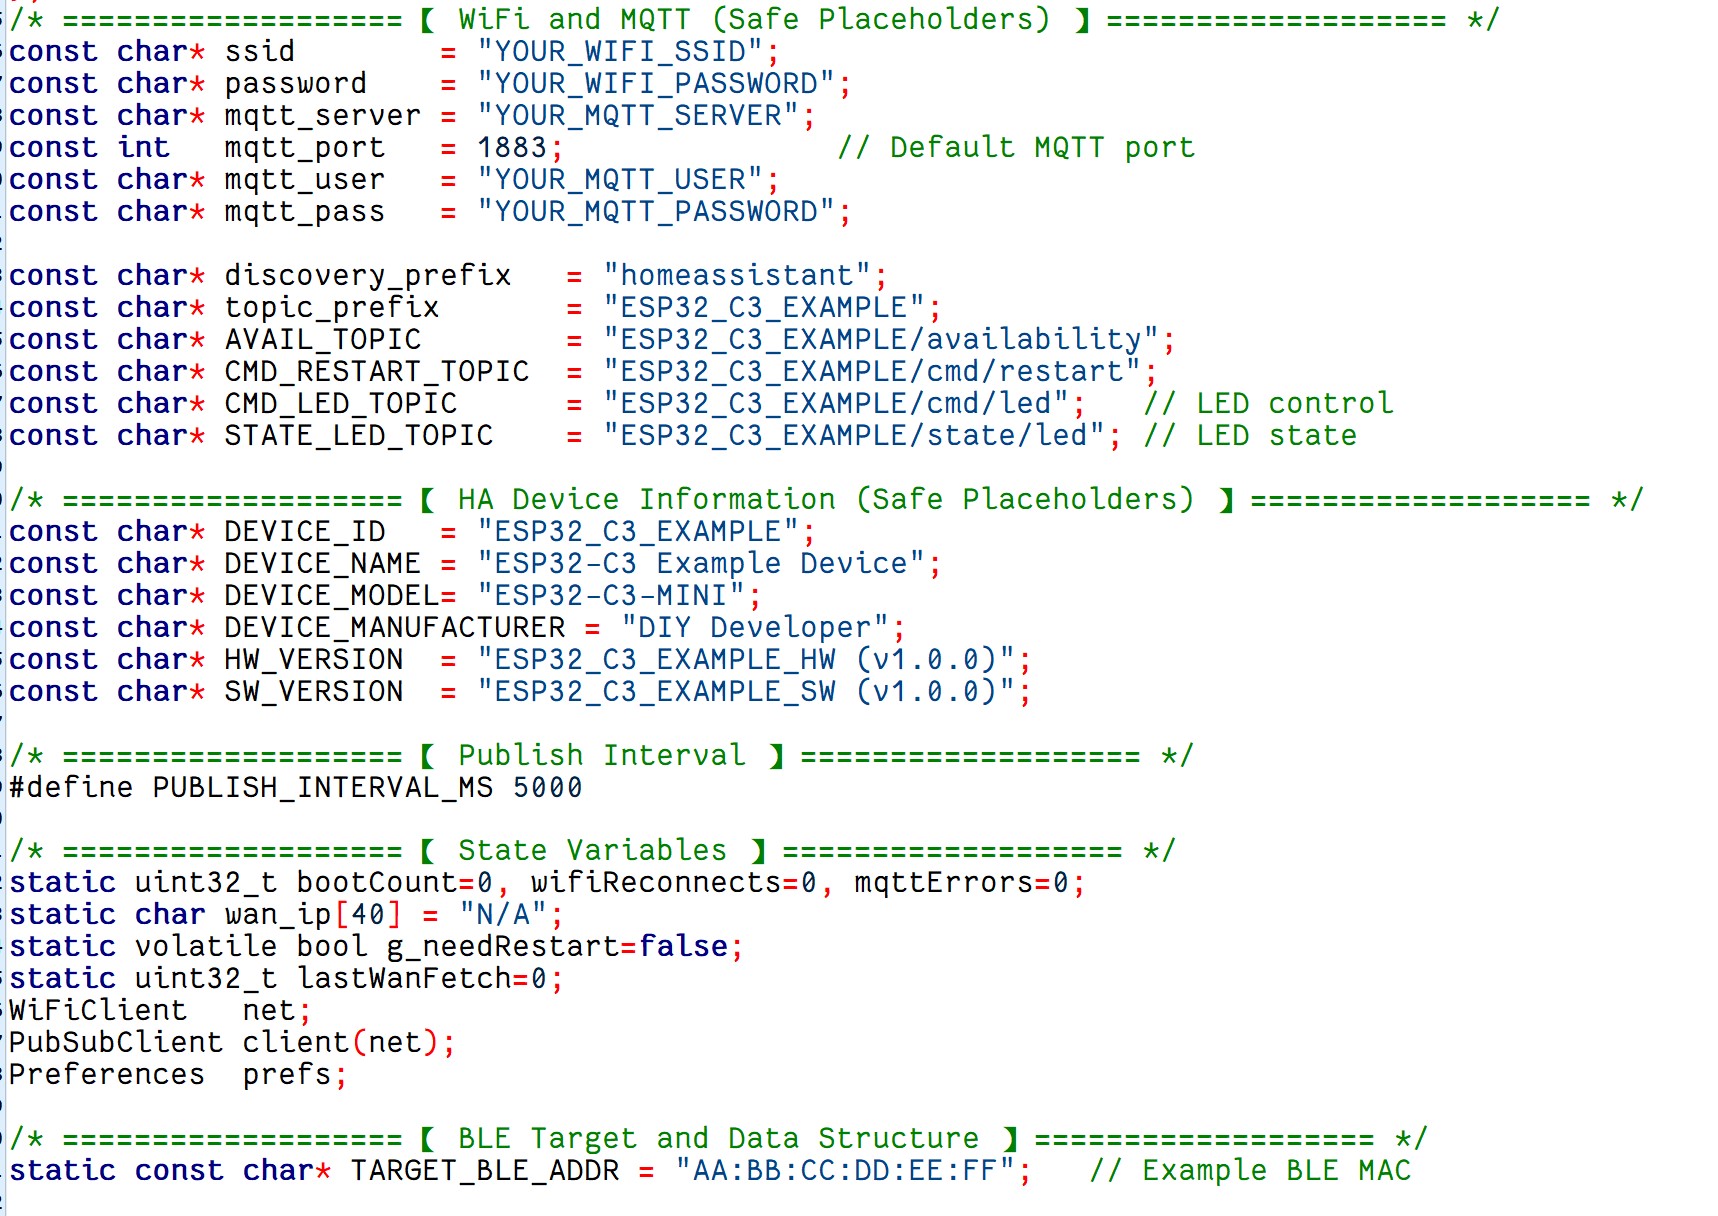 /* ===================【 WiFi and MQTT (Safe Placeholders) 】=================== */
const char* ssid        = "YOUR_WIFI_SSID";
const char* password    = "YOUR_WIFI_PASSWORD";
const char* mqtt_server = "YOUR_MQTT_SERVER";
const int   mqtt_port   = 1883;               // Default MQTT port
const char* mqtt_user   = "YOUR_MQTT_USER";
const char* mqtt_pass   = "YOUR_MQTT_PASSWORD";
const char* discovery_prefix   = "homeassistant";
const char* topic_prefix       = "ESP32_C3_EXAMPLE";
const char* AVAIL_TOPIC        = "ESP32_C3_EXAMPLE/availability";
const char* CMD_RESTART_TOPIC  = "ESP32_C3_EXAMPLE/cmd/restart";
const char* CMD_LED_TOPIC      = "ESP32_C3_EXAMPLE/cmd/led";   // LED control
const char* STATE_LED_TOPIC    = "ESP32_C3_EXAMPLE/state/led"; // LED state
/* ===================【 HA Device Information (Safe Placeholders) 】=================== */
const char* DEVICE_ID   = "ESP32_C3_EXAMPLE";
const char* DEVICE_NAME = "ESP32-C3 Example Device";
const char* DEVICE_MODEL= "ESP32-C3-MINI";
const char* DEVICE_MANUFACTURER = "DIY Developer";
const char* HW_VERSION  = "ESP32_C3_EXAMPLE_HW (v1.0.0)";
const char* SW_VERSION  = "ESP32_C3_EXAMPLE_SW (v1.0.0)";
/* ===================【 Publish Interval 】=================== */
#define PUBLISH_INTERVAL_MS 5000
/* ===================【 State Variables 】=================== */
static uint32_t bootCount=0, wifiReconnects=0, mqttErrors=0;
static char wan_ip[40] = "N/A";
static volatile bool g_needRestart=false;
static uint32_t lastWanFetch=0;
WiFiClient   net;
PubSubClient client(net);
Preferences  prefs;
/* ===================【 BLE Target and Data Structure 】=================== */
static const char* TARGET_BLE_ADDR = "AA:BB:CC:DD:EE:FF";   // Example BLE MAC